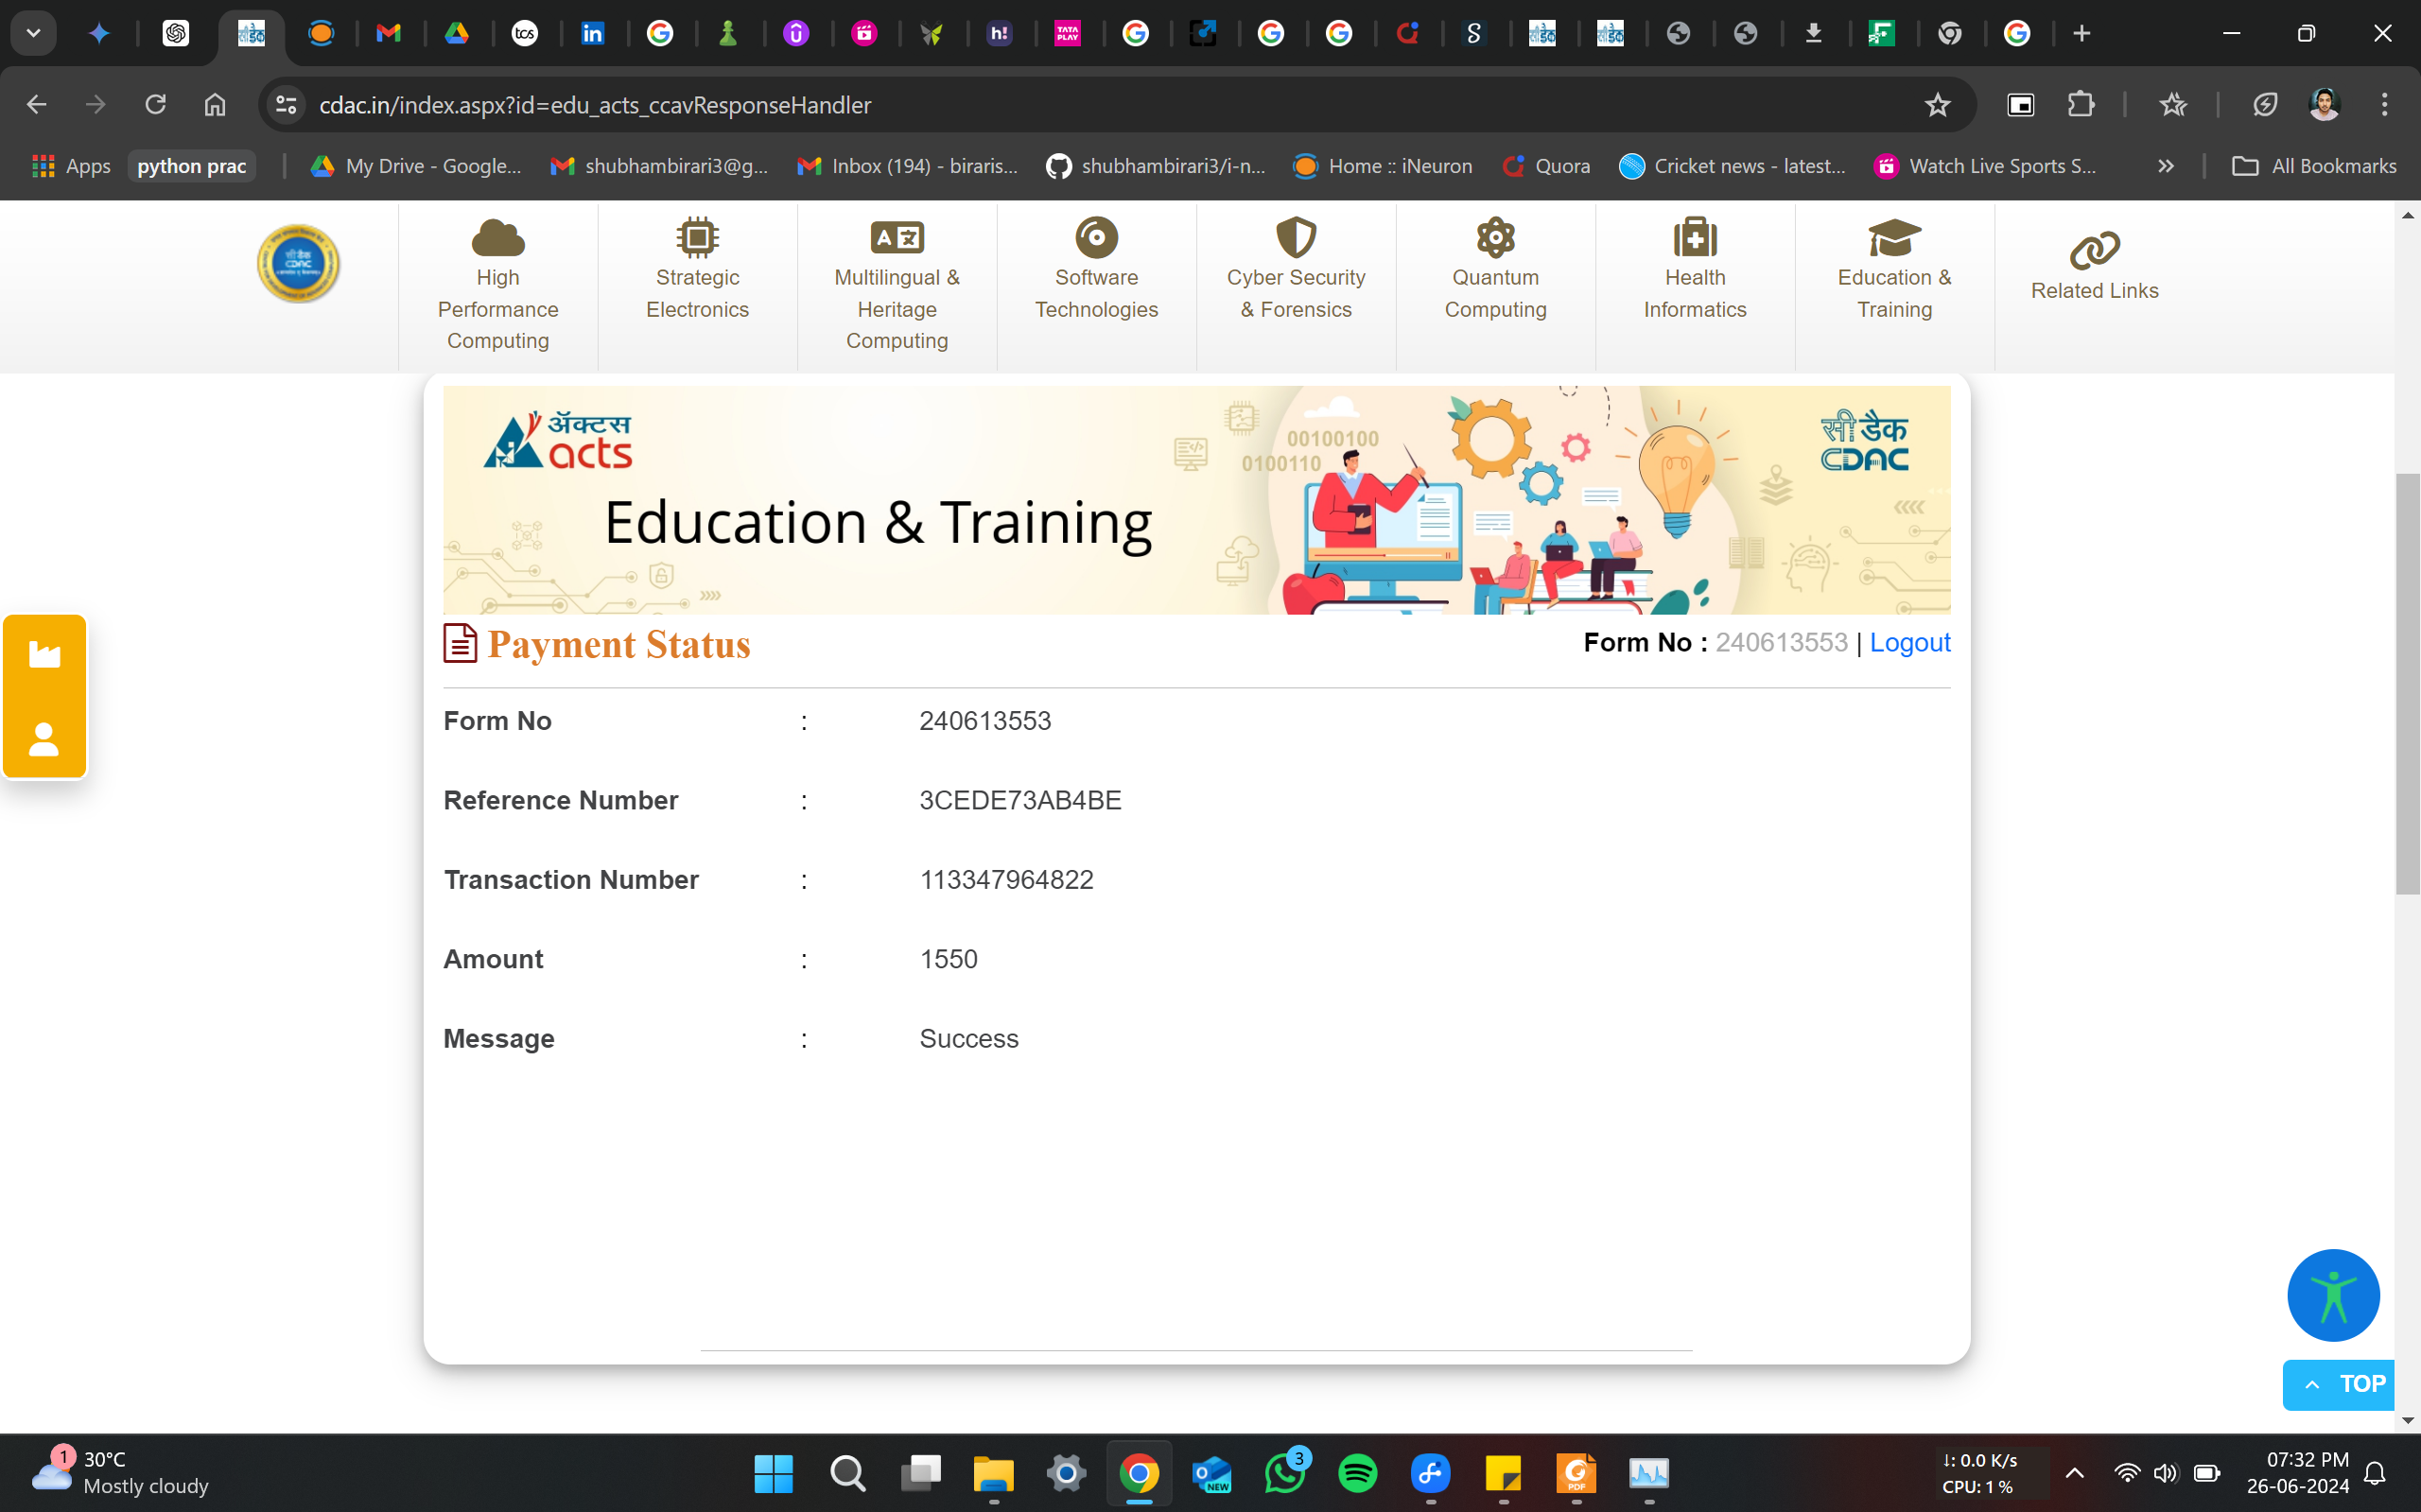 cdac.in/index.aspx?id=edu_acts_ccavResponseHandler
Apps
python prac
My Drive - Google...
shubhambirari3@g...
Inbox (194) - biraris...
shubhambirari3/i-n...
Home :: iNeuron
Quora
Cricket news - latest...
Watch Live Sports S...
All Bookmarks
High Performance Computing
Strategic Electronics
Multilingual & Heritage Computing
Software Technologies
Cyber Security & Forensics
Quantum Computing
Health Informatics
Education & Training
Related Links
ॲक्टस
acts
00100100
0100110
सी डैक
CDAC
Education & Training
Payment Status
Form No : 240613553 | Logout
Form No : 240613553
Reference Number : 3CEDE73AB4BE
Transaction Number : 113347964822
Amount : 1550
Message : Success
TOP
1
30°C
Mostly cloudy
NEW
3
PDF
↓: 0.0 K/s
CPU: 1 %
07:32 PM
26-06-2024